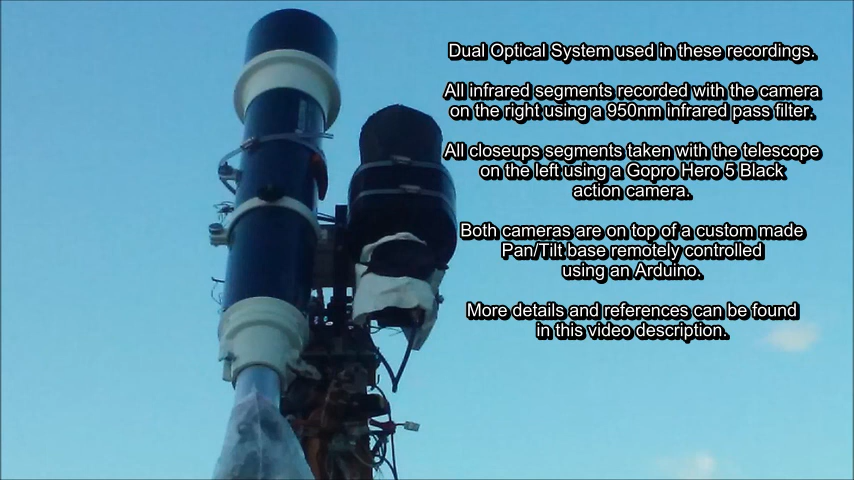 Dual Optical System used in these recordings.
All infrared segments recorded with the camera
on the right using a 950nm infrared pass filter.
All closeups segments taken with the telescope
on the left using a Gopro Hero 5 Black
action camera.
Both cameras are on top of a custom made
Pan/Tilt base remotely controlled
using an Arduino.
More details and references can be found
in this video description.